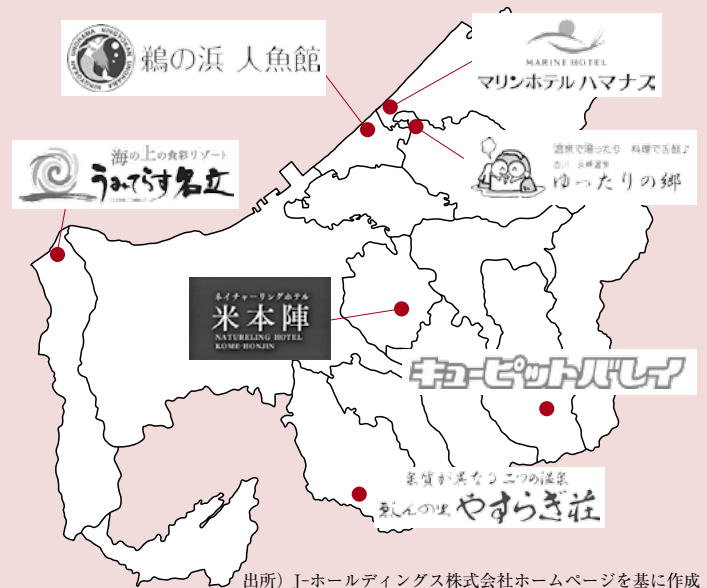 鵜の浜 人魚館
MARINE HOTEL
マリンホテル ハマナス
温泉で湯ったり 料理で舌鼓♪
吉川 長峰温泉
ゆったりの郷
海の上の食彩リゾート
うみてらす名立
ネイチャーリングホテル
米本陣
NATURELING HOTEL
KOME HONJIN
キューピットバレイ
泉質が異なる二つの温泉
ゑしんの里 やすらぎ荘
出所）J-ホールディングス株式会社ホームページを基に作成